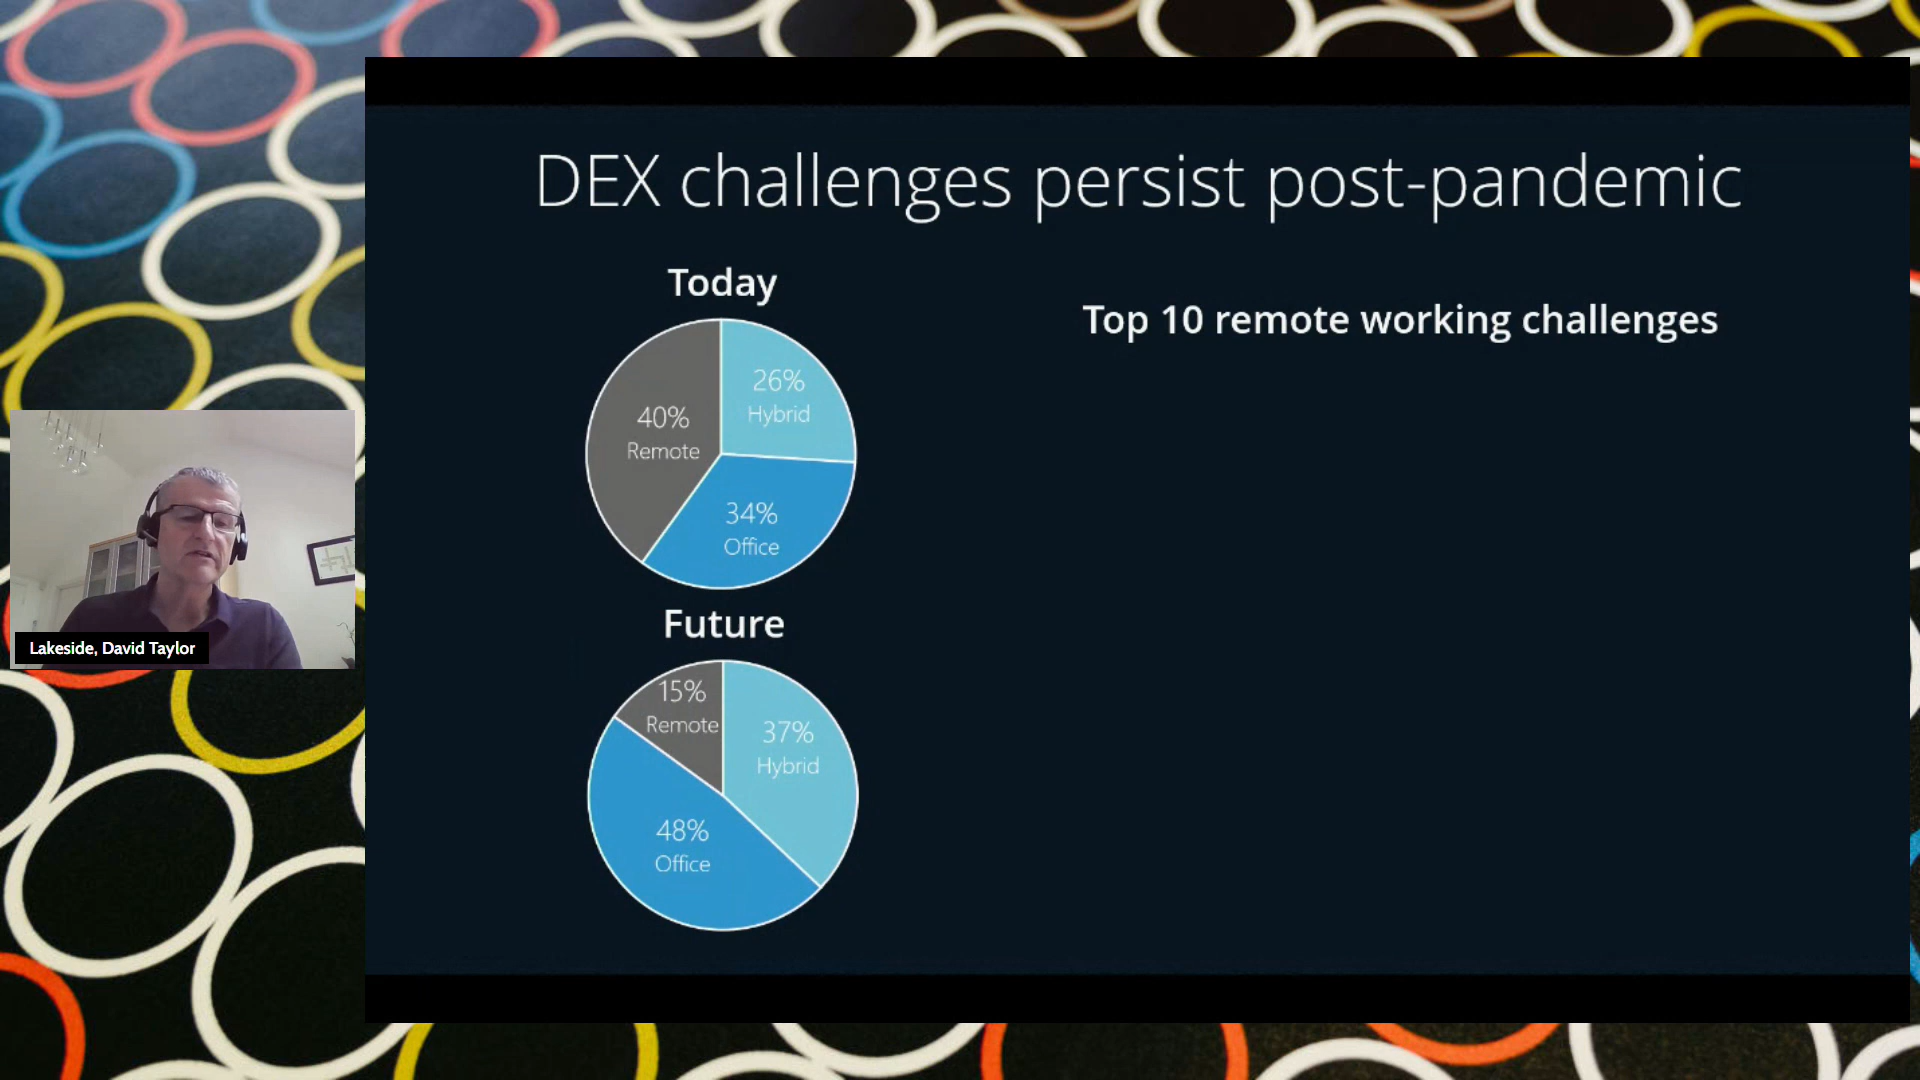 DEX challenges persist post-pandemic
Today
26%
Hybrid
40%
Remote
34%
Office
Future
15%
Remote
37%
Hybrid
48%
Office
Top 10 remote working challenges
Lakeside, David Taylor